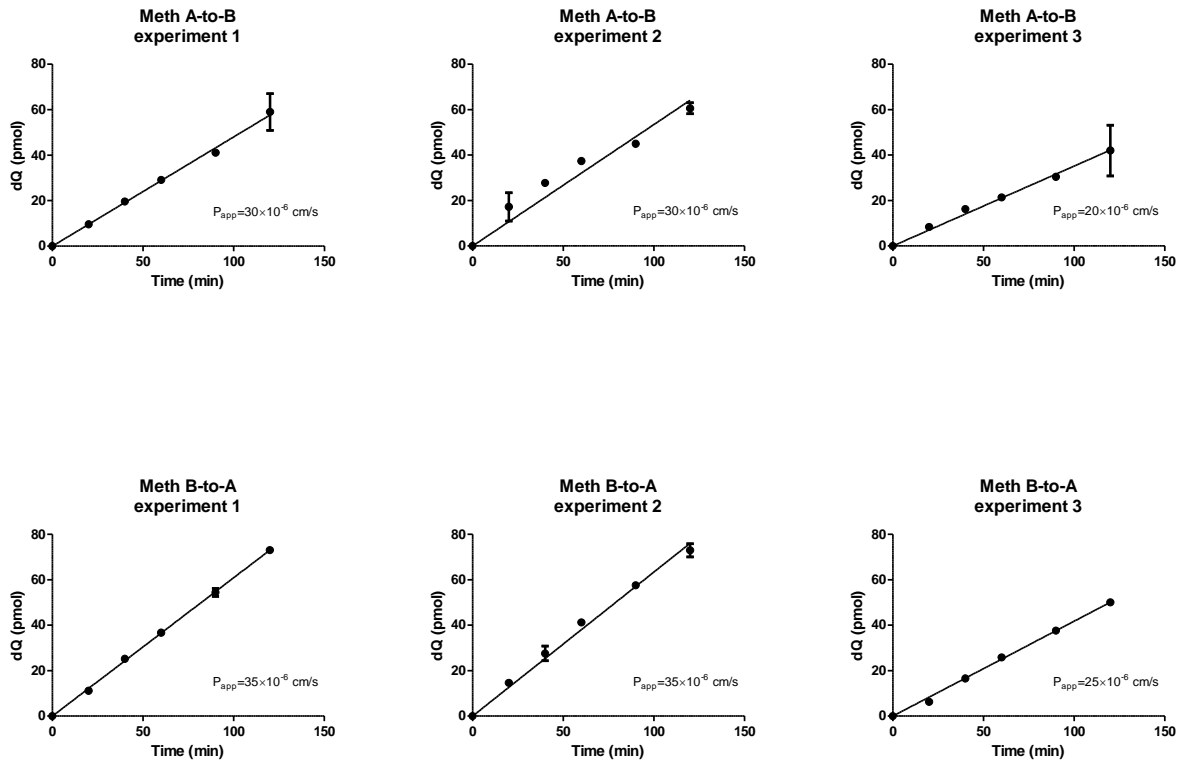 Meth A-to-B
experiment 1
80
60
40
20
0
dQ (pmol)
P_app=30×10^-6 cm/s
0 50 100 150
Time (min)
Meth A-to-B
experiment 2
80
60
40
20
0
dQ (pmol)
P_app=30×10^-6 cm/s
0 50 100 150
Time (min)
Meth A-to-B
experiment 3
80
60
40
20
0
dQ (pmol)
P_app=20×10^-6 cm/s
0 50 100 150
Time (min)
Meth B-to-A
experiment 1
80
60
40
20
0
dQ (pmol)
P_app=35×10^-6 cm/s
0 50 100 150
Time (min)
Meth B-to-A
experiment 2
80
60
40
20
0
dQ (pmol)
P_app=35×10^-6 cm/s
0 50 100 150
Time (min)
Meth B-to-A
experiment 3
80
60
40
20
0
dQ (pmol)
P_app=25×10^-6 cm/s
0 50 100 150
Time (min)